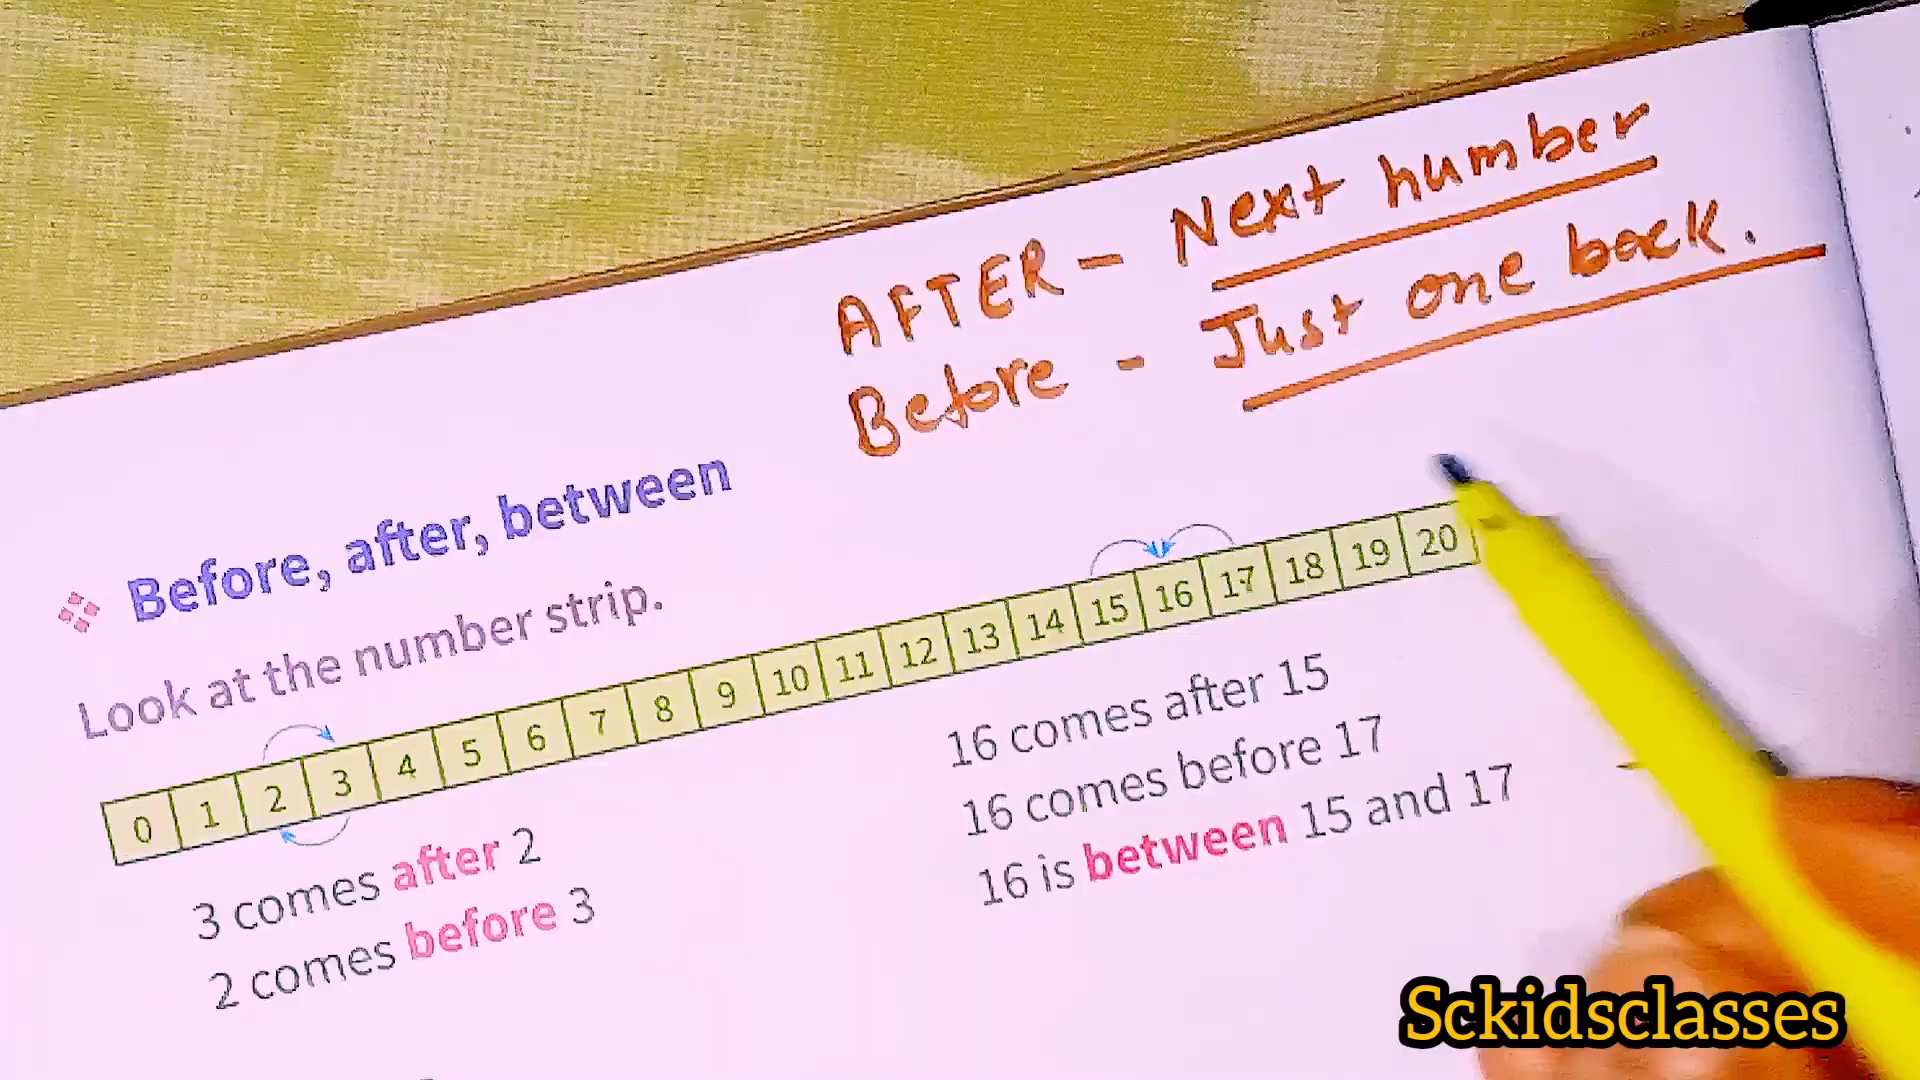 AFTER - Next number
Before - Just one back.
Before, after, between
Look at the number strip.
0 1 2 3 4 5 6 7 8 9 10 11 12 13 14 15 16 17 18 19 20
3 comes after 2
2 comes before 3
16 comes after 15
16 comes before 17
16 is between 15 and 17
Sckidsclasses